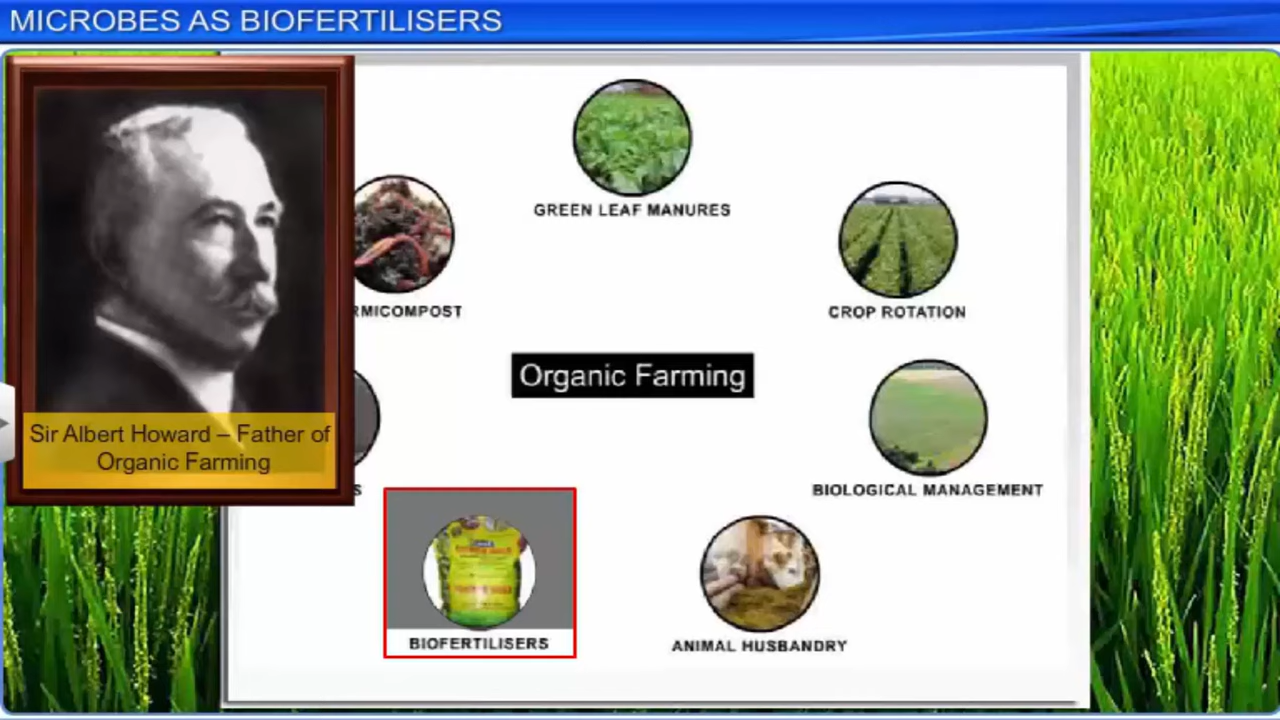 MICROBES AS BIOFERTILISERS
GREEN LEAF MANURES
RMICOMPOST
CROP ROTATION
Organic Farming
Sir Albert Howard – Father of
Organic Farming
S
BIOLOGICAL MANAGEMENT
BIOFERTILISERS
ANIMAL HUSBANDRY